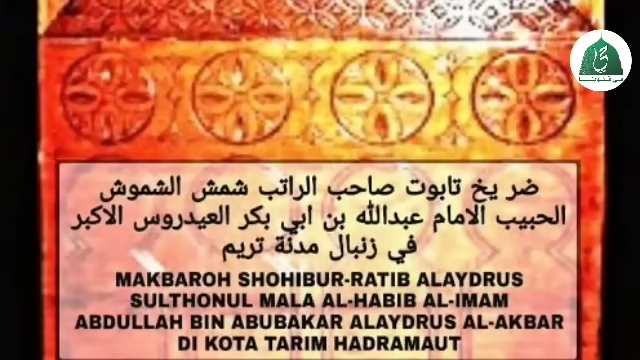 ضر يخ تابوت صاحب الراتب شمش الشموش
الحبيب الامام عبدالله بن ابي بكر العيدروس الاكبر
في زنبال مدنة تريم
MAKBAROH SHOHIBUR-RATIB ALAYDRUS
SULTHONUL MALA AL-HABIB AL-IMAM
ABDULLAH BIN ABUBAKAR ALAYDRUS AL-AKBAR
DI KOTA TARIM HADRAMAUT